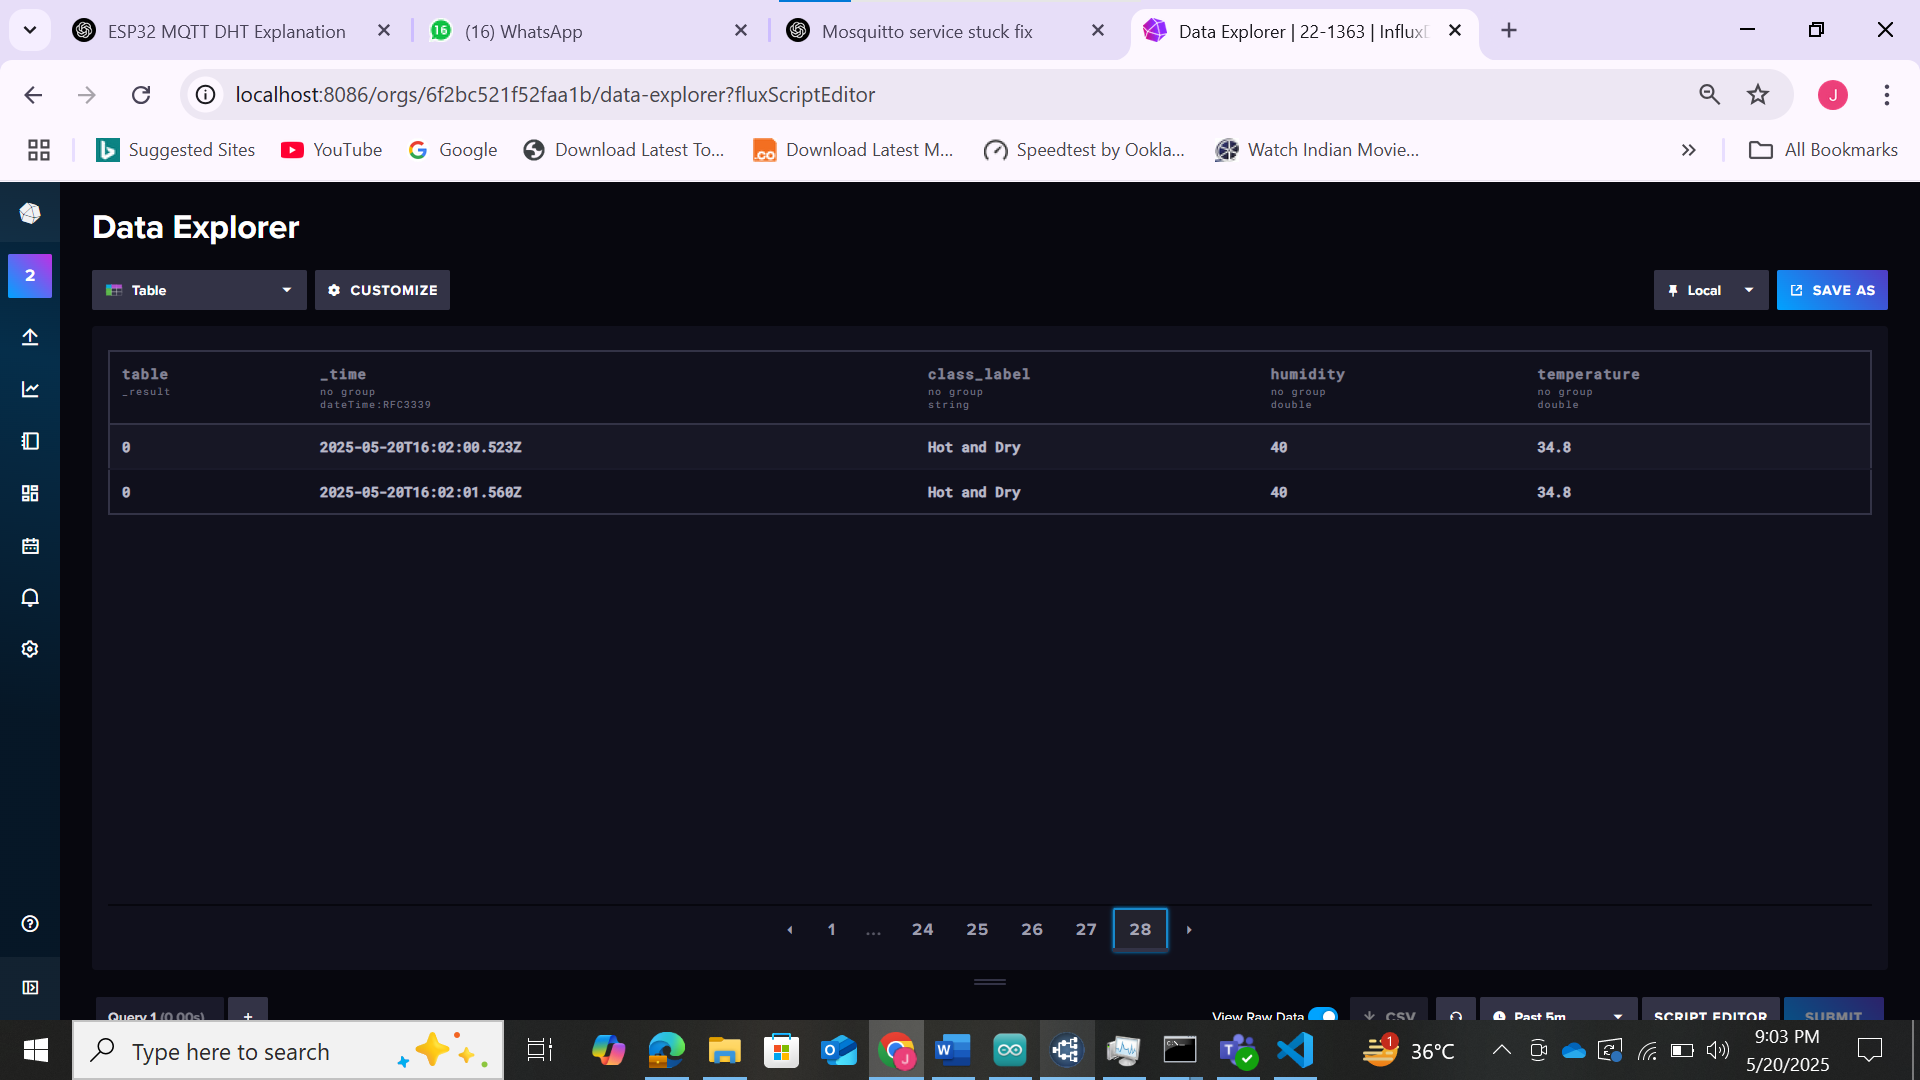 ESP32 MQTT DHT Explanation
16
(16) WhatsApp
Mosquitto service stuck fix
Data Explorer | 22-1363 | InfluxD
localhost:8086/orgs/6f2bc521f52faa1b/data-explorer?fluxScriptEditor
J
Suggested Sites
YouTube
Google
Download Latest To...
.co
Download Latest M...
Speedtest by Ookla...
Watch Indian Movie...
All Bookmarks
Data Explorer
2
Table
CUSTOMIZE
Local
SAVE AS
table _time class_label humidity temperature
_result no group no group no group no group
dateTime:RFC3339 string double double
0 2025-05-20T16:02:00.523Z Hot and Dry 40 34.8
0 2025-05-20T16:02:01.560Z Hot and Dry 40 34.8
1 ... 24 25 26 27 28
Query 1 (0.00s)
+
View Raw Data
CSV
Past 5m
SCRIPT EDITOR
SUBMIT
Type here to search
J
1
36°C
9:03 PM
5/20/2025